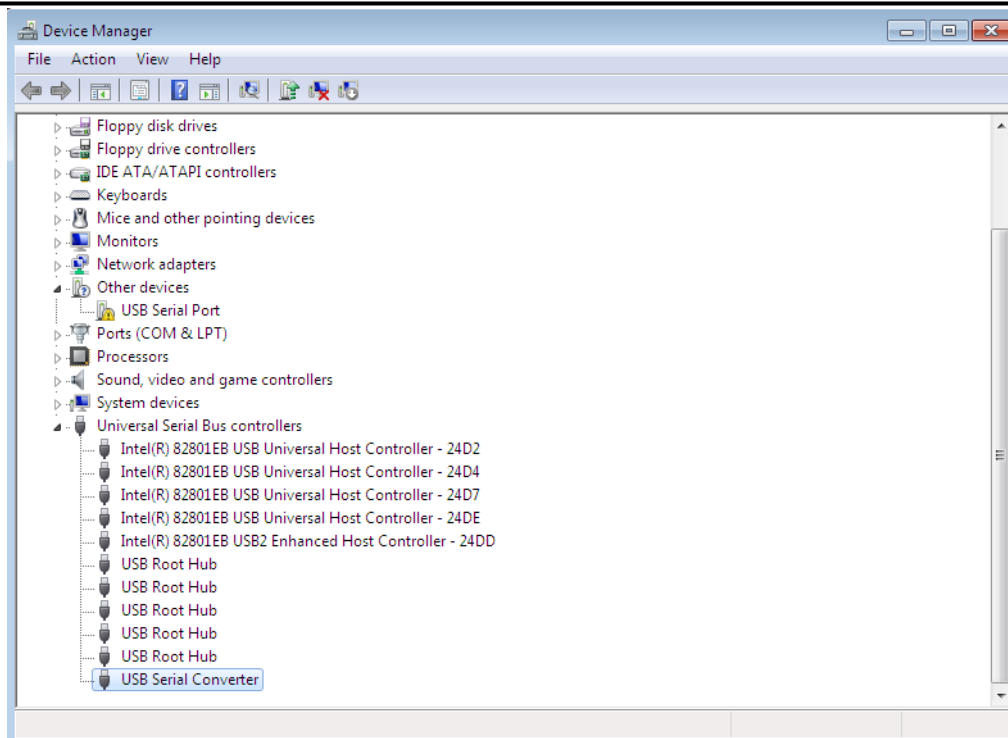 Device Manager
File Action View Help
Floppy disk drives
Floppy drive controllers
IDE ATA/ATAPI controllers
Keyboards
Mice and other pointing devices
Monitors
Network adapters
Other devices
USB Serial Port
Ports (COM & LPT)
Processors
Sound, video and game controllers
System devices
Universal Serial Bus controllers
Intel(R) 82801EB USB Universal Host Controller - 24D2
Intel(R) 82801EB USB Universal Host Controller - 24D4
Intel(R) 82801EB USB Universal Host Controller - 24D7
Intel(R) 82801EB USB Universal Host Controller - 24DE
Intel(R) 82801EB USB2 Enhanced Host Controller - 24DD
USB Root Hub
USB Root Hub
USB Root Hub
USB Root Hub
USB Root Hub
USB Serial Converter